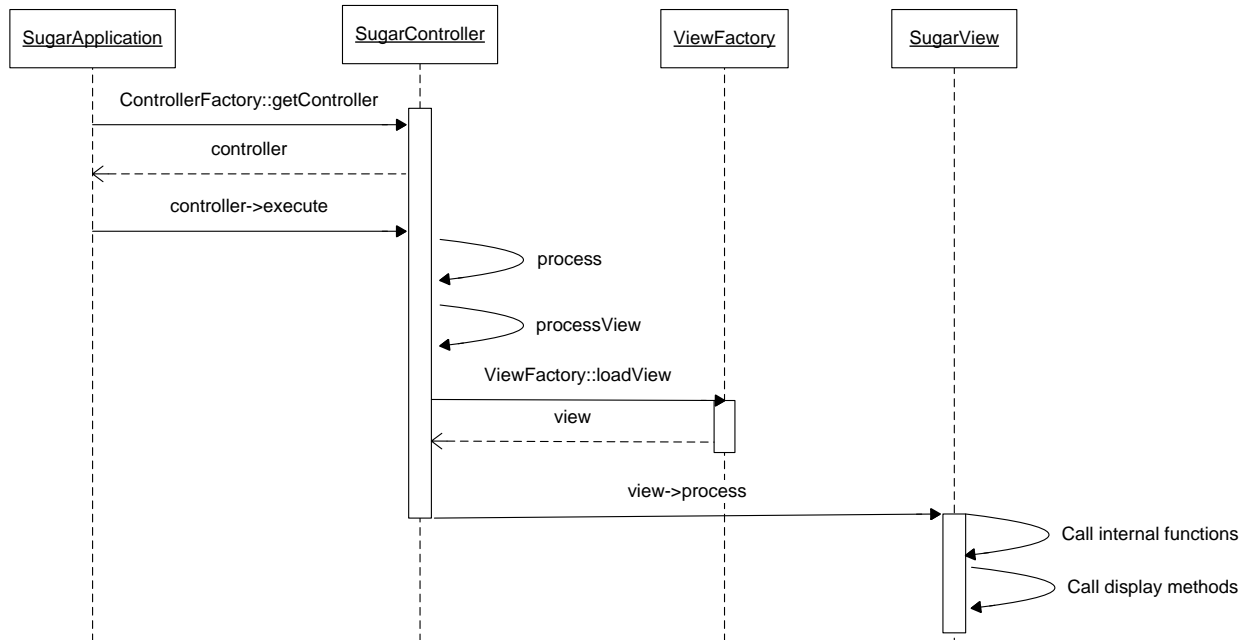 SugarApplication
SugarController
ViewFactory
SugarView
ControllerFactory::getController
controller
controller->execute
process
processView
ViewFactory::loadView
view
view->process
Call internal functions
Call display methods